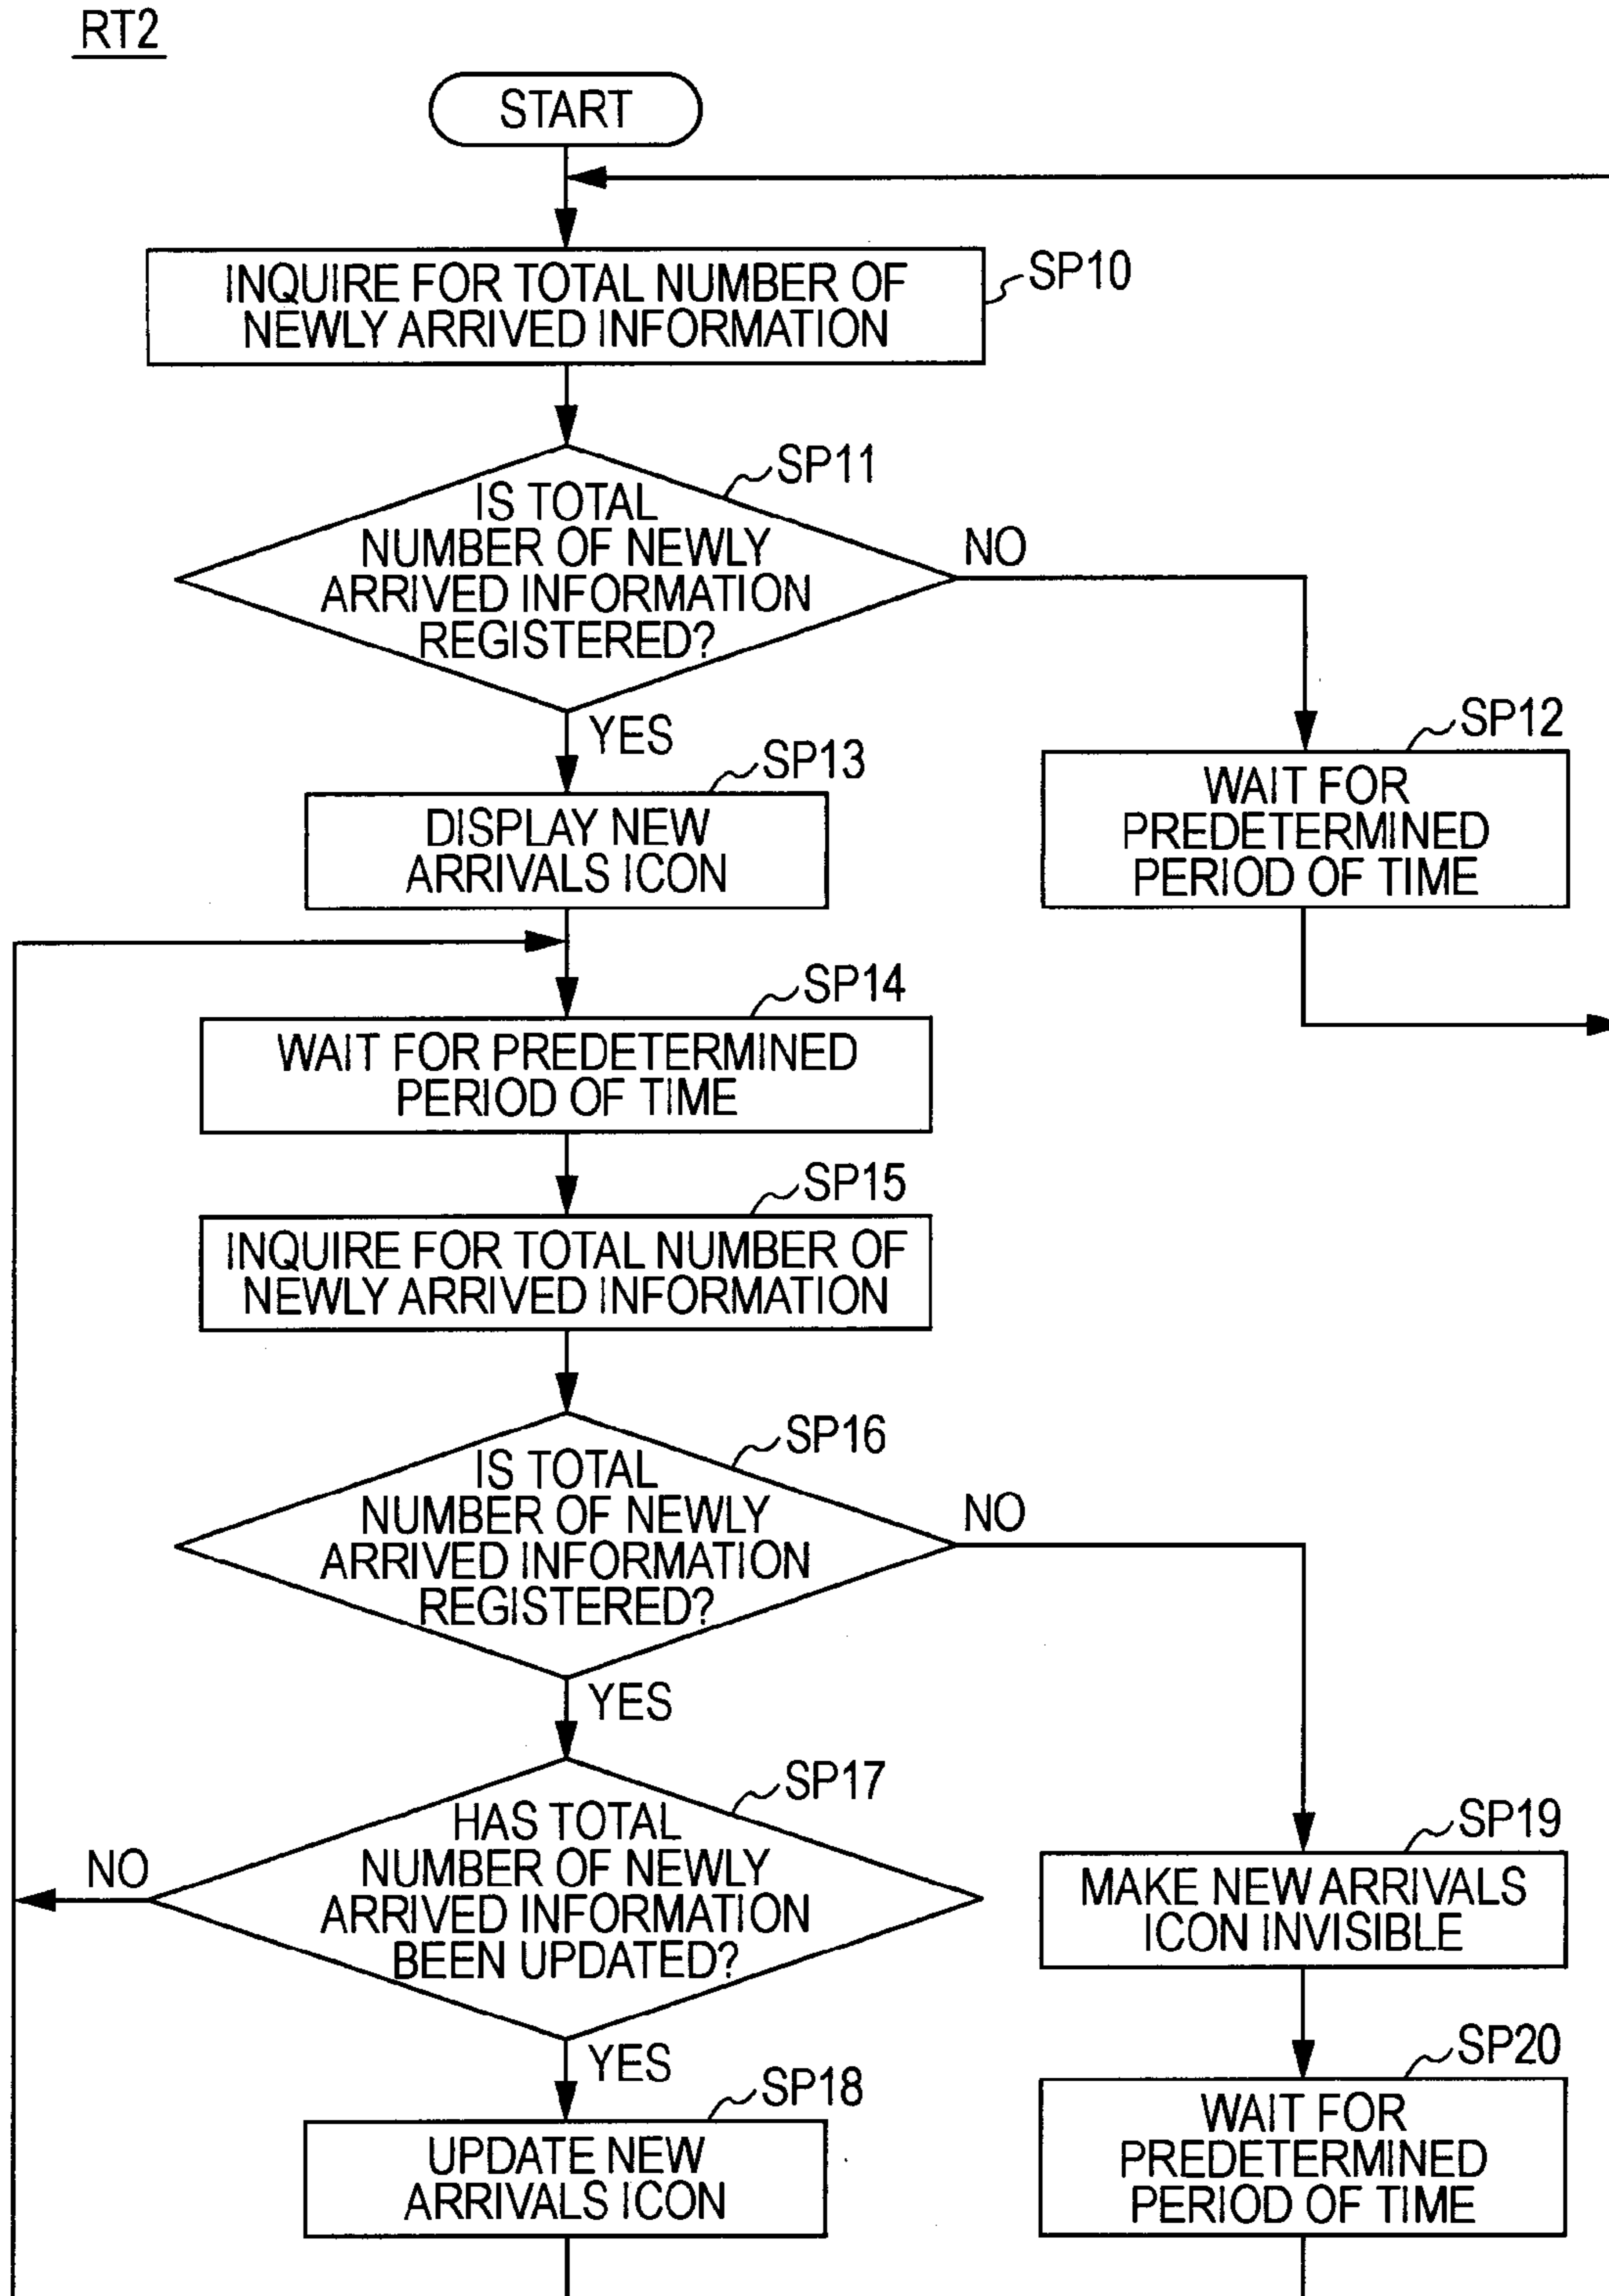 RT2
START
INQUIRE FOR TOTAL NUMBER OF
NEWLY ARRIVED INFORMATION
SP10
SP11
IS TOTAL
NUMBER OF NEWLY
ARRIVED INFORMATION
REGISTERED?
NO
YES
SP12
WAIT FOR
PREDETERMINED
PERIOD OF TIME
SP13
DISPLAY NEW
ARRIVALS ICON
SP14
WAIT FOR PREDETERMINED
PERIOD OF TIME
SP15
INQUIRE FOR TOTAL NUMBER OF
NEWLY ARRIVED INFORMATION
SP16
IS TOTAL
NUMBER OF NEWLY
ARRIVED INFORMATION
REGISTERED?
NO
YES
SP17
HAS TOTAL
NUMBER OF NEWLY
ARRIVED INFORMATION
BEEN UPDATED?
NO
YES
SP19
MAKE NEW ARRIVALS
ICON INVISIBLE
SP18
UPDATE NEW
ARRIVALS ICON
SP20
WAIT FOR
PREDETERMINED
PERIOD OF TIME